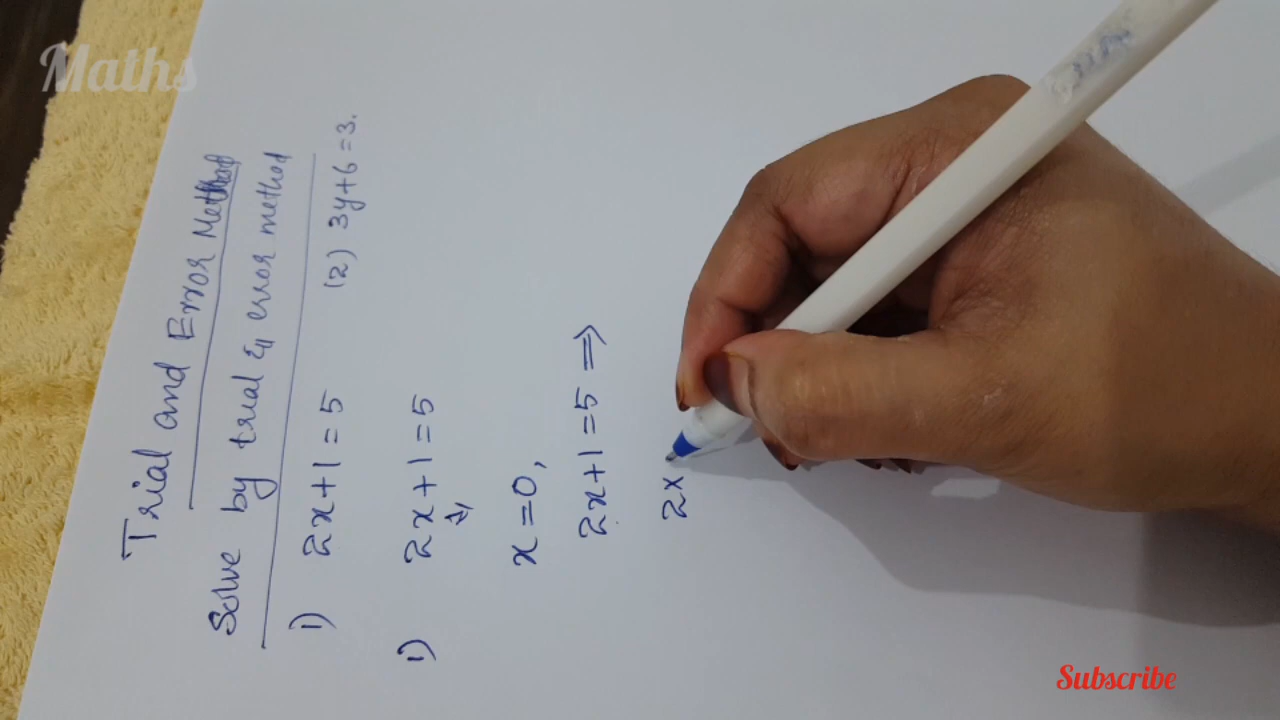 Maths
Trial and Error Method
Solve by trial & error method
1) 2x+1=5 (2) 3y+6=3.
1) 2x+1=5
x=0,
2x+1=5 ⇒
2x
Subscribe